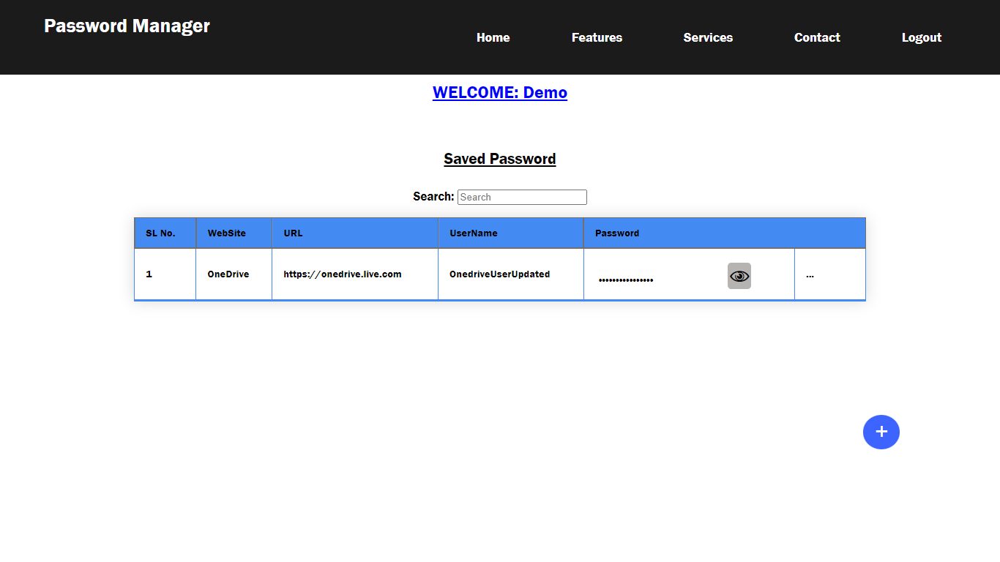 Password Manager
Home Features Services Contact Logout
WELCOME: Demo
Saved Password
Search: Search
SL No. WebSite URL UserName Password
1 OneDrive https://onedrive.live.com OnedriveUserUpdated ................ ...
+